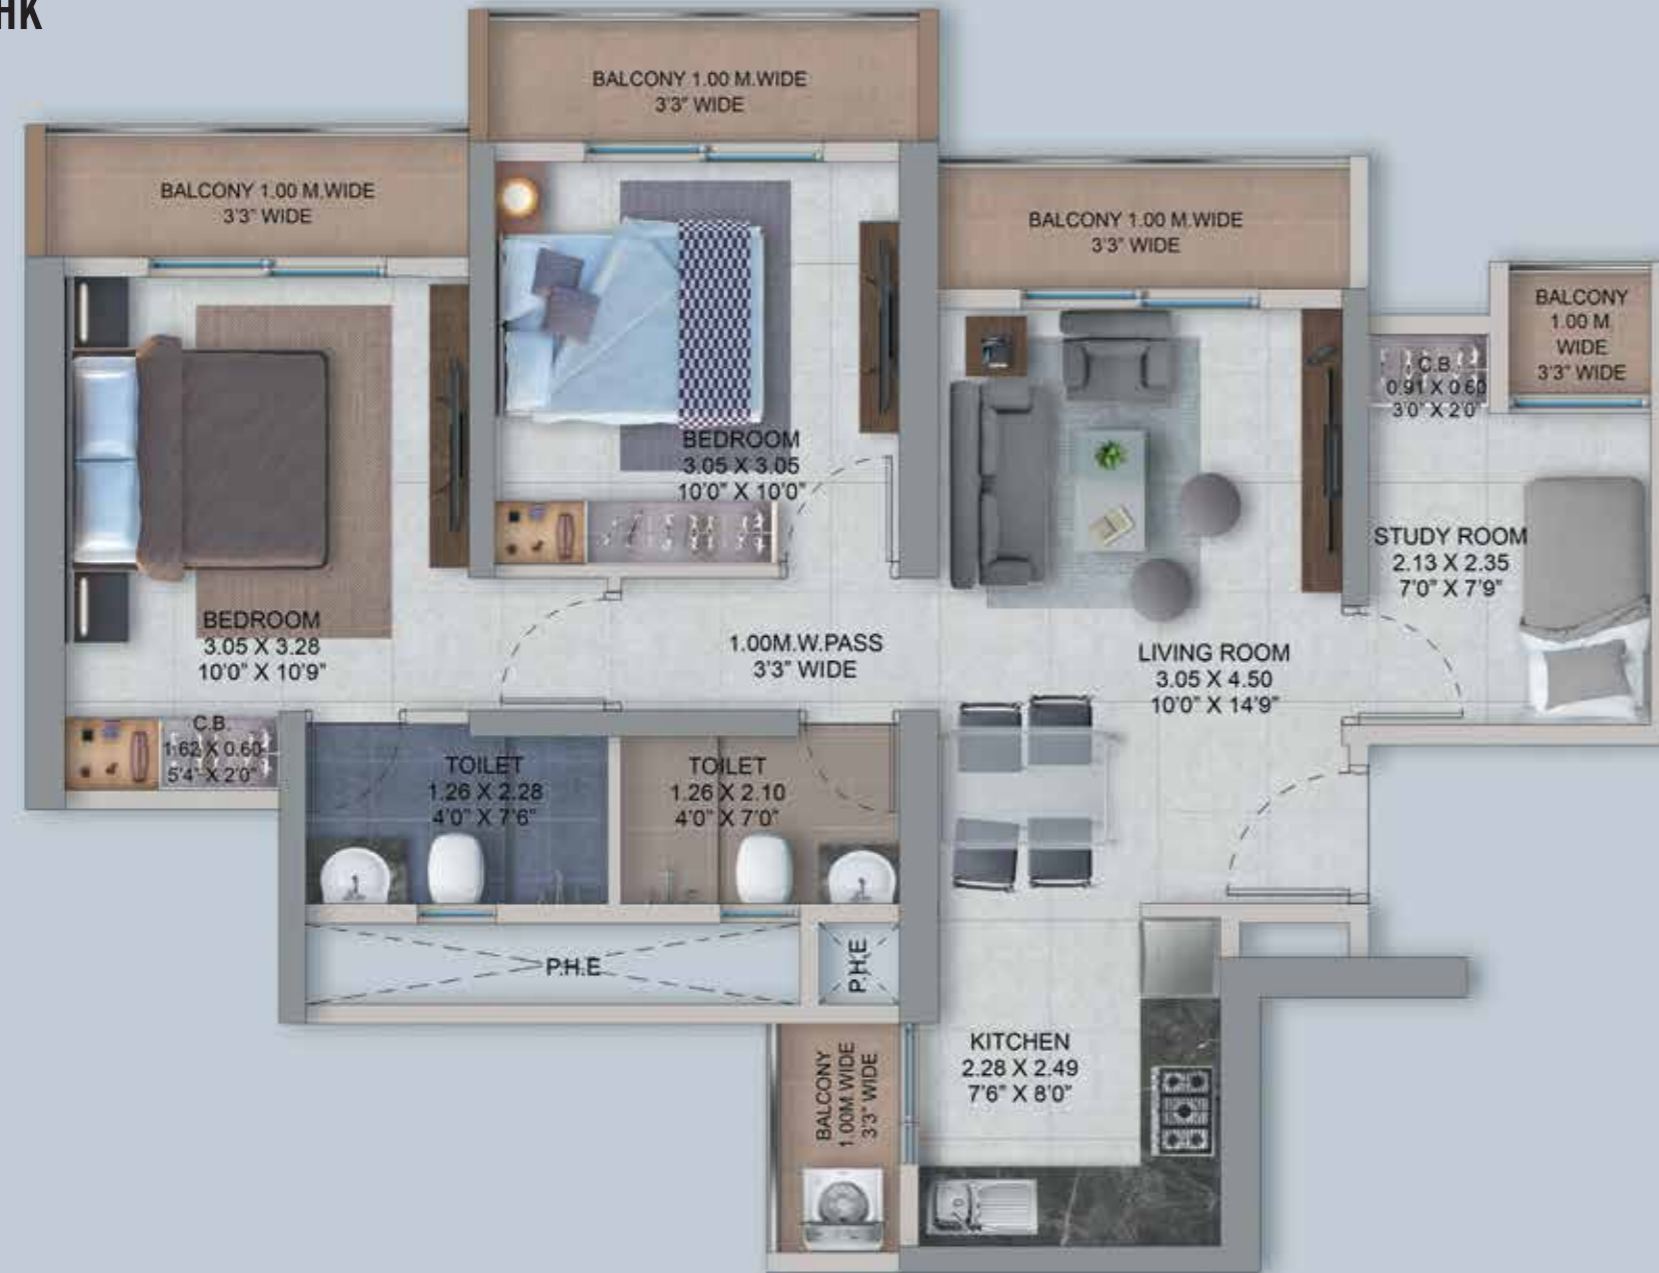 HK
BALCONY 1.00 M.WIDE
3'3" WIDE
BALCONY 1.00 M.WIDE
3'3" WIDE
BALCONY 1.00 M.WIDE
3'3" WIDE
BALCONY
1.00 M.
WIDE
3'3" WIDE
C.B.
0.91 X 0.60
3'0" X 2'0"
BEDROOM
3.05 X 3.05
10'0" X 10'0"
STUDY ROOM
2.13 X 2.35
7'0" X 7'9"
BEDROOM
3.05 X 3.28
10'0" X 10'9"
1.00M.W.PASS
3'3" WIDE
LIVING ROOM
3.05 X 4.50
10'0" X 14'9"
C.B.
1.62 X 0.60
5'4" X 2'0"
TOILET
1.26 X 2.28
4'0" X 7'6"
TOILET
1.26 X 2.10
4'0" X 7'0"
P.H.E
P.H.E
KITCHEN
2.28 X 2.49
7'6" X 8'0"
BALCONY
1.00M.WIDE
3'3" WIDE